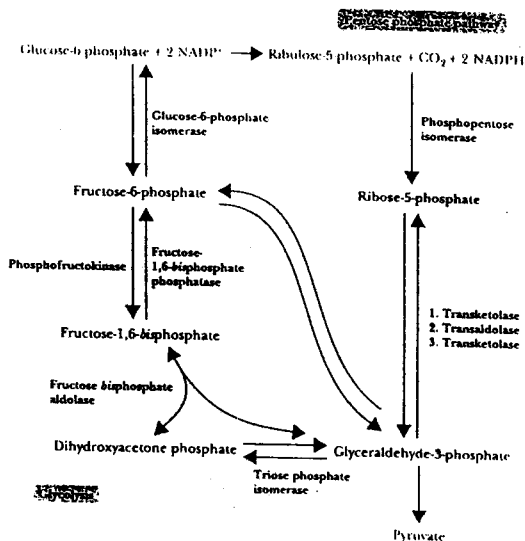 Pentose phosphate pathway
Glucose-6-phosphate + 2 NADP⁺ → Ribulose-5-phosphate + CO₂ + 2 NADPH
Glucose-6-phosphate
isomerase
Phosphopentose
isomerase
Fructose-6-phosphate
Ribose-5-phosphate
Phosphofructokinase
Fructose-
1,6-bisphosphate
phosphatase
1. Transketolase
2. Transaldolase
3. Transketolase
Fructose-1,6-bisphosphate
Fructose bisphosphate
aldolase
Dihydroxyacetone phosphate
Glyceraldehyde-3-phosphate
Triose phosphate
isomerase
Glycolysis
Pyruvate